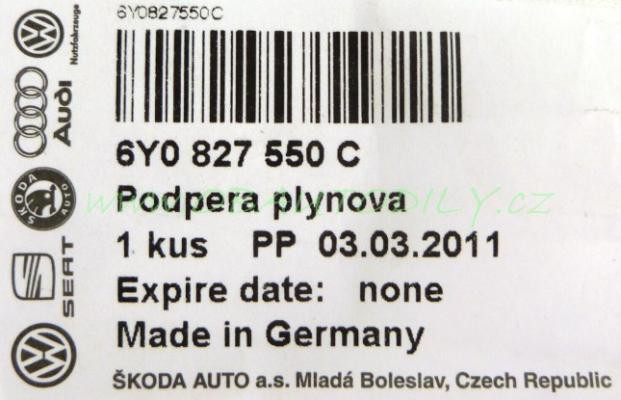 6Y0827550C
6Y0 827 550 C
Podpera plynova
1 kus PP 03.03.2011
Expire date: none
Made in Germany
ŠKODA AUTO a.s. Mladá Boleslav, Czech Republic
Nutzfahrzeuge
Audi
ŠKODA AUTO
SEAT